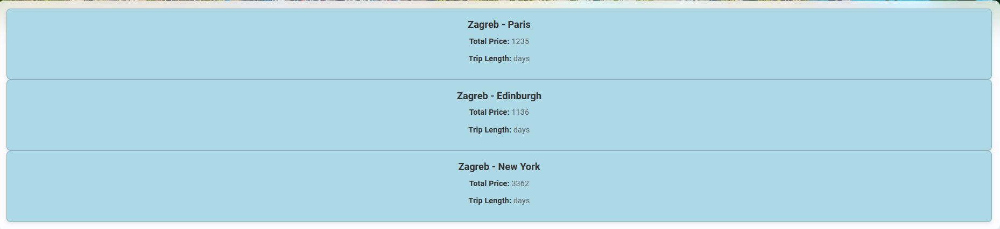 Zagreb - Paris
Total Price: 1235
Trip Length: days
Zagreb - Edinburgh
Total Price: 1136
Trip Length: days
Zagreb - New York
Total Price: 3362
Trip Length: days